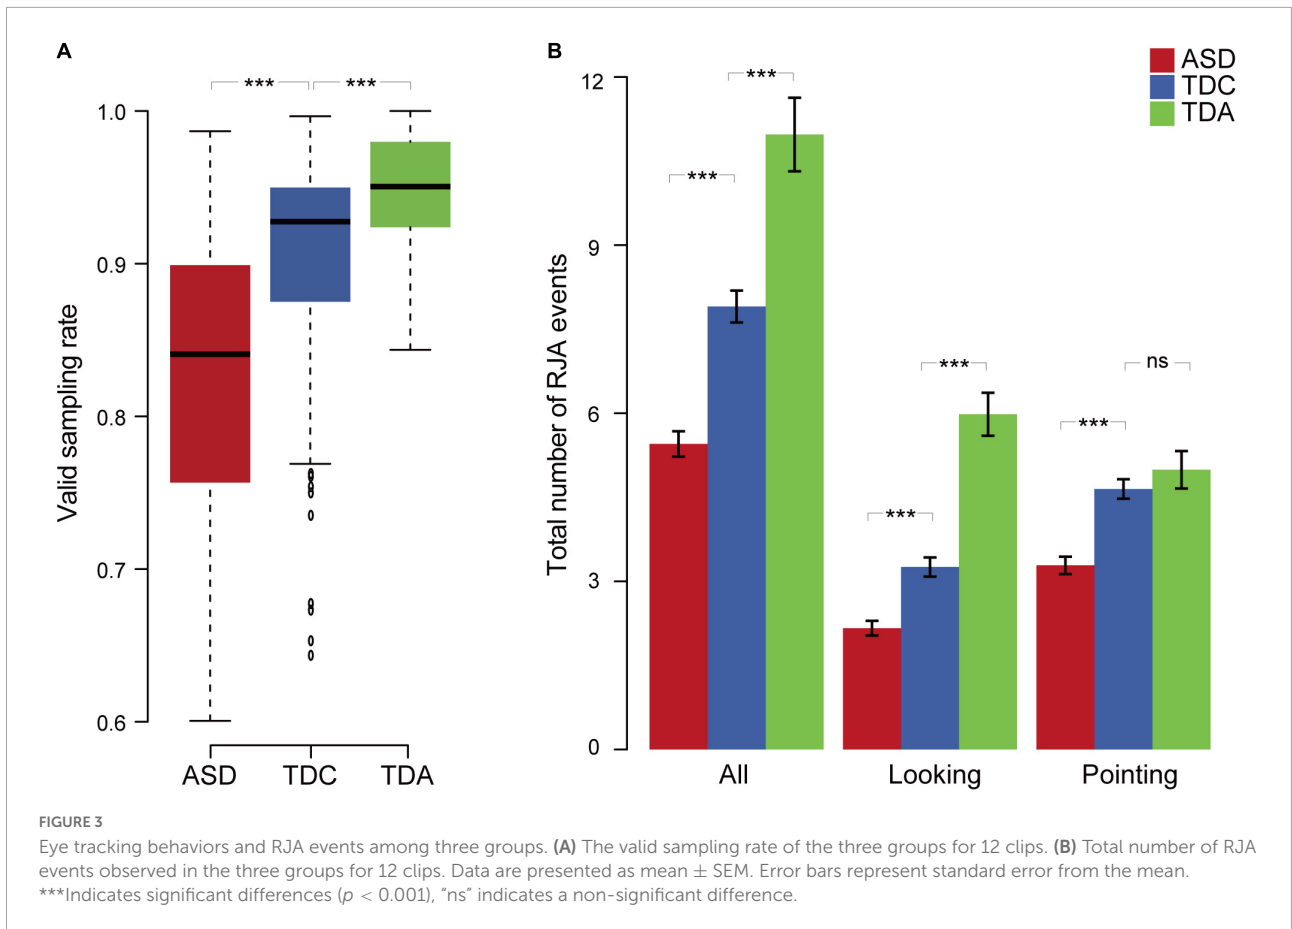 A
***
***
1.0
0.9
0.8
0.7
0.6
Valid sampling rate
ASD
TDC
TDA
B
ASD
TDC
TDA
12
9
6
3
0
Total number of RJA events
***
***
***
***
***
ns
All
Looking
Pointing
FIGURE 3
Eye tracking behaviors and RJA events among three groups. (A) The valid sampling rate of the three groups for 12 clips. (B) Total number of RJA
events observed in the three groups for 12 clips. Data are presented as mean ± SEM. Error bars represent standard error from the mean.
***Indicates significant differences (p < 0.001), “ns” indicates a non-significant difference.